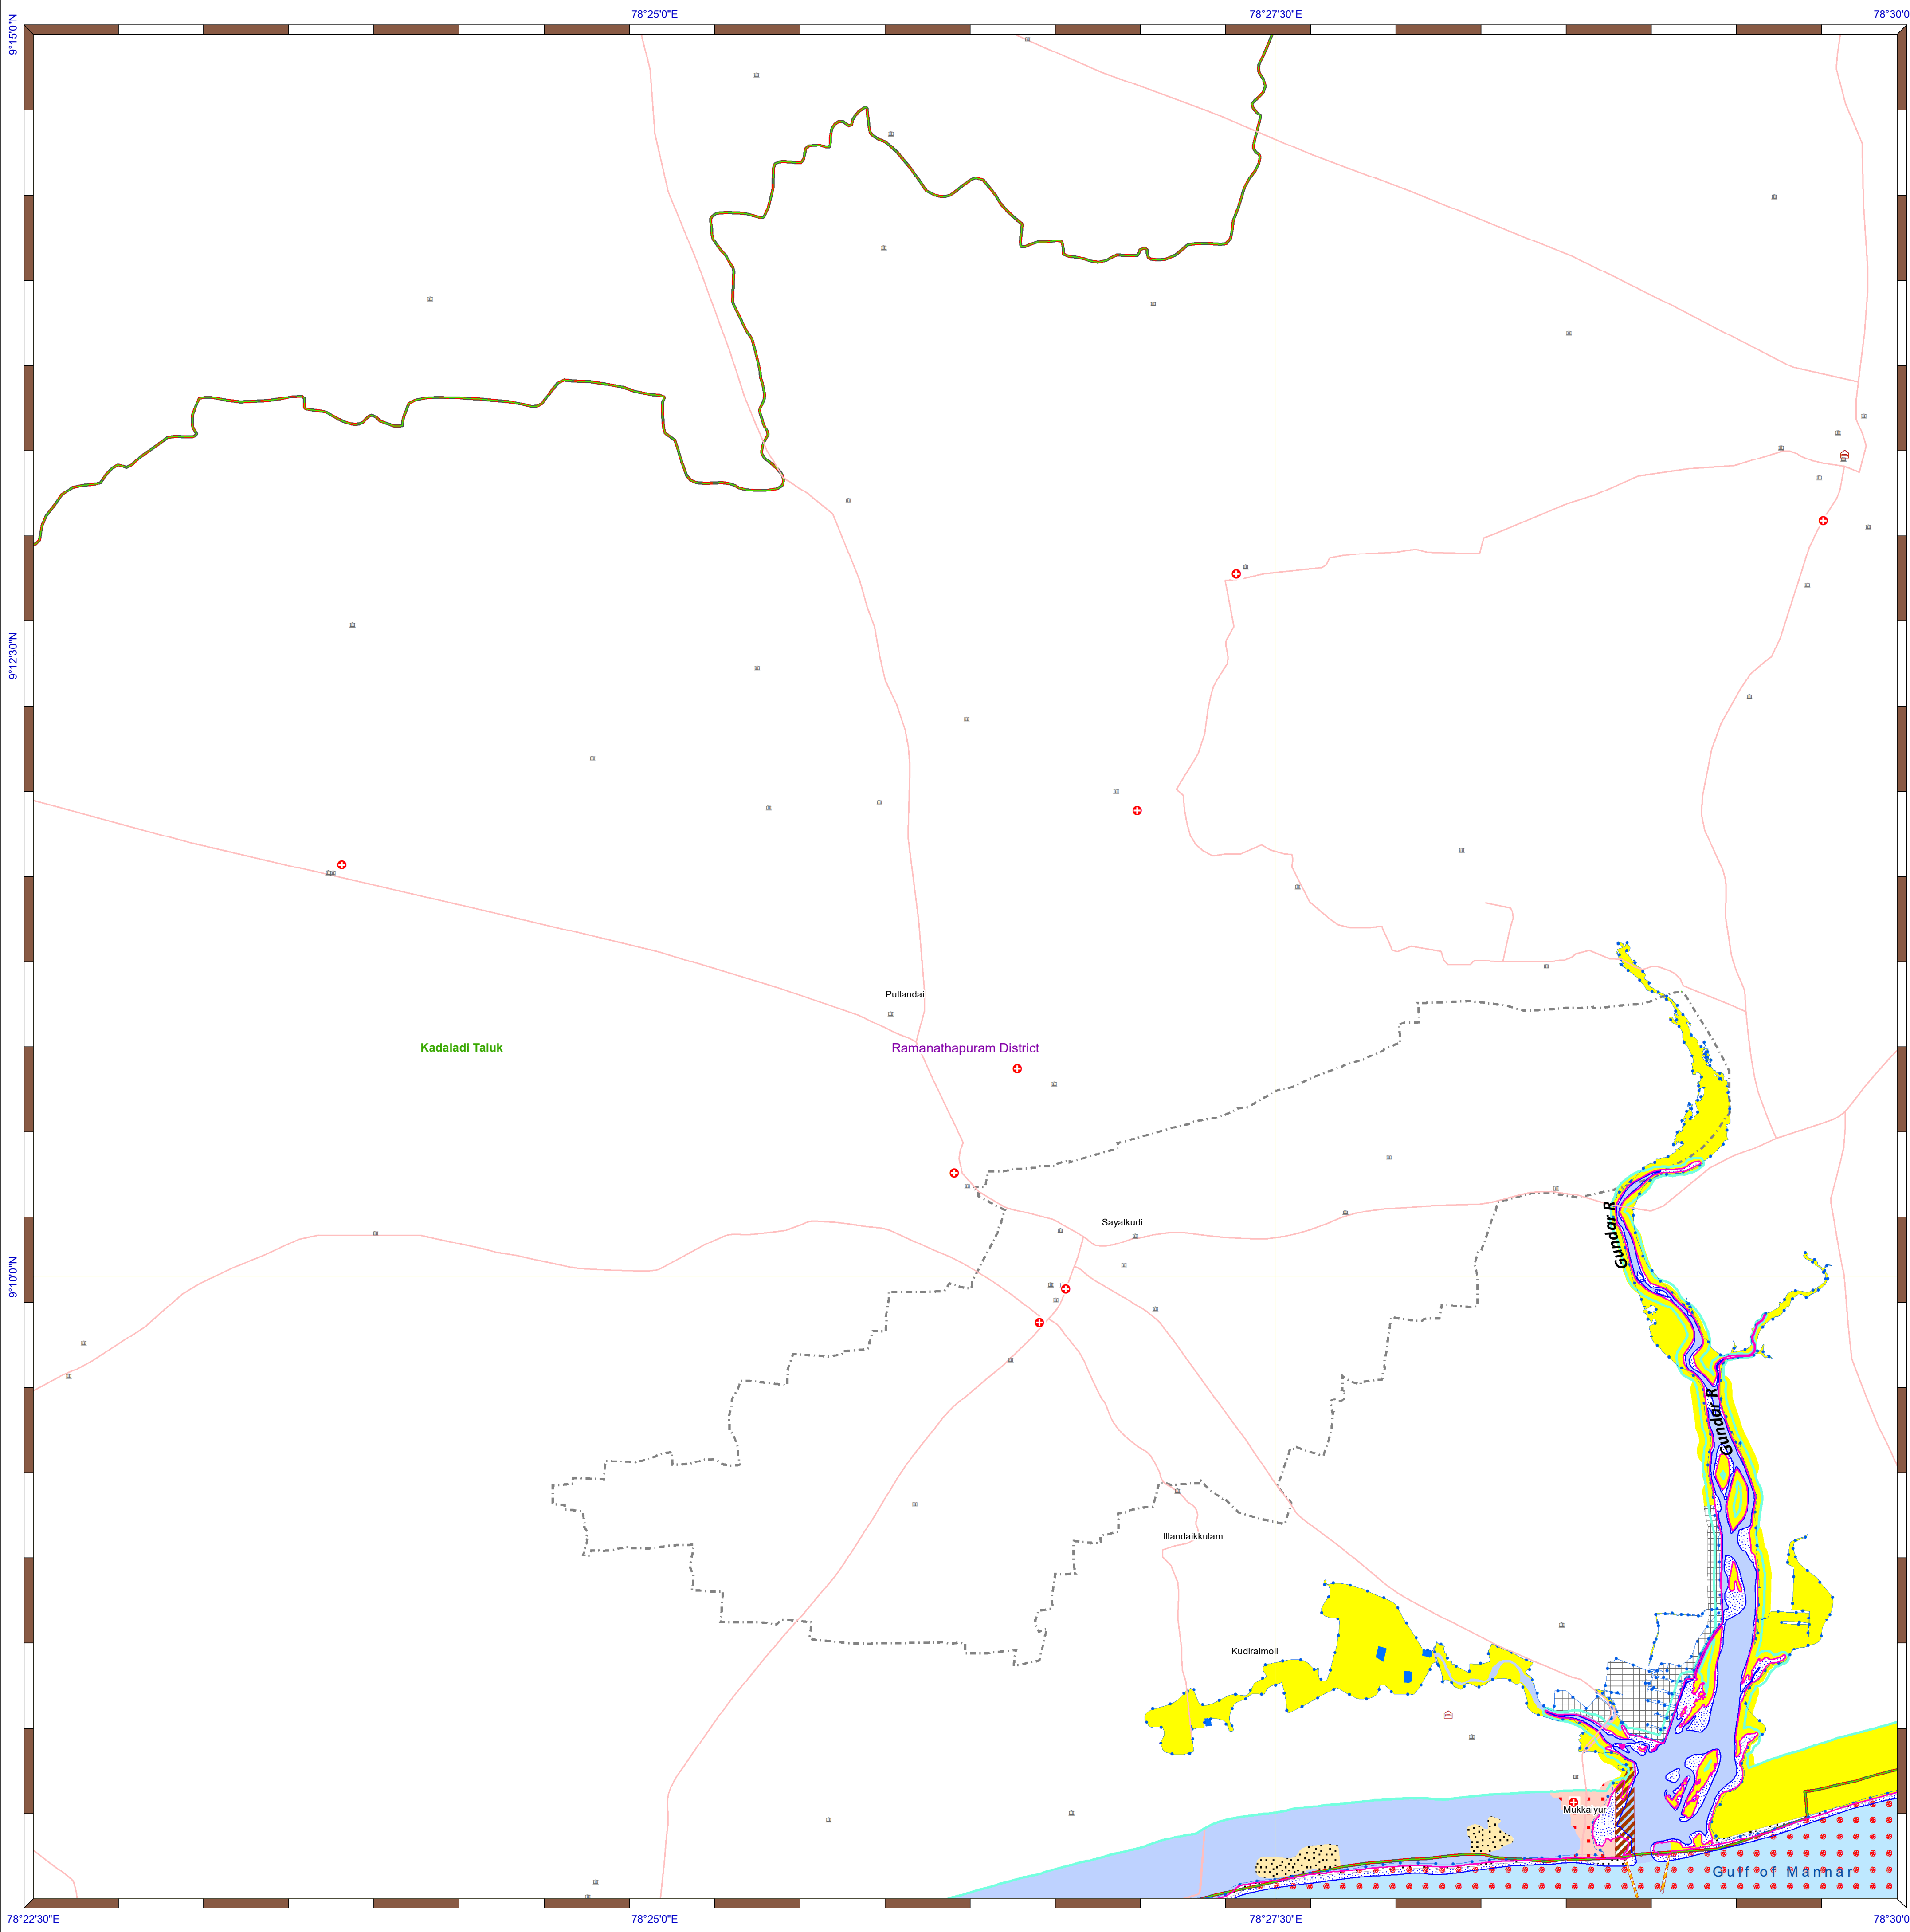 78°25'0"E
78°27'30"E
78°30'0
9°15'0"N
9°12'30"N
Pullandai
Kadaladi Taluk
Ramanathapuram District
Sayalkudi
Gundar R
9°10'0"N
Gundar R
Illandaikkulam
Kudiraimoli
Mukkaiyur
Gulf of Mannar
78°22'30"E
78°25'0"E
78°27'30"E
78°30'0